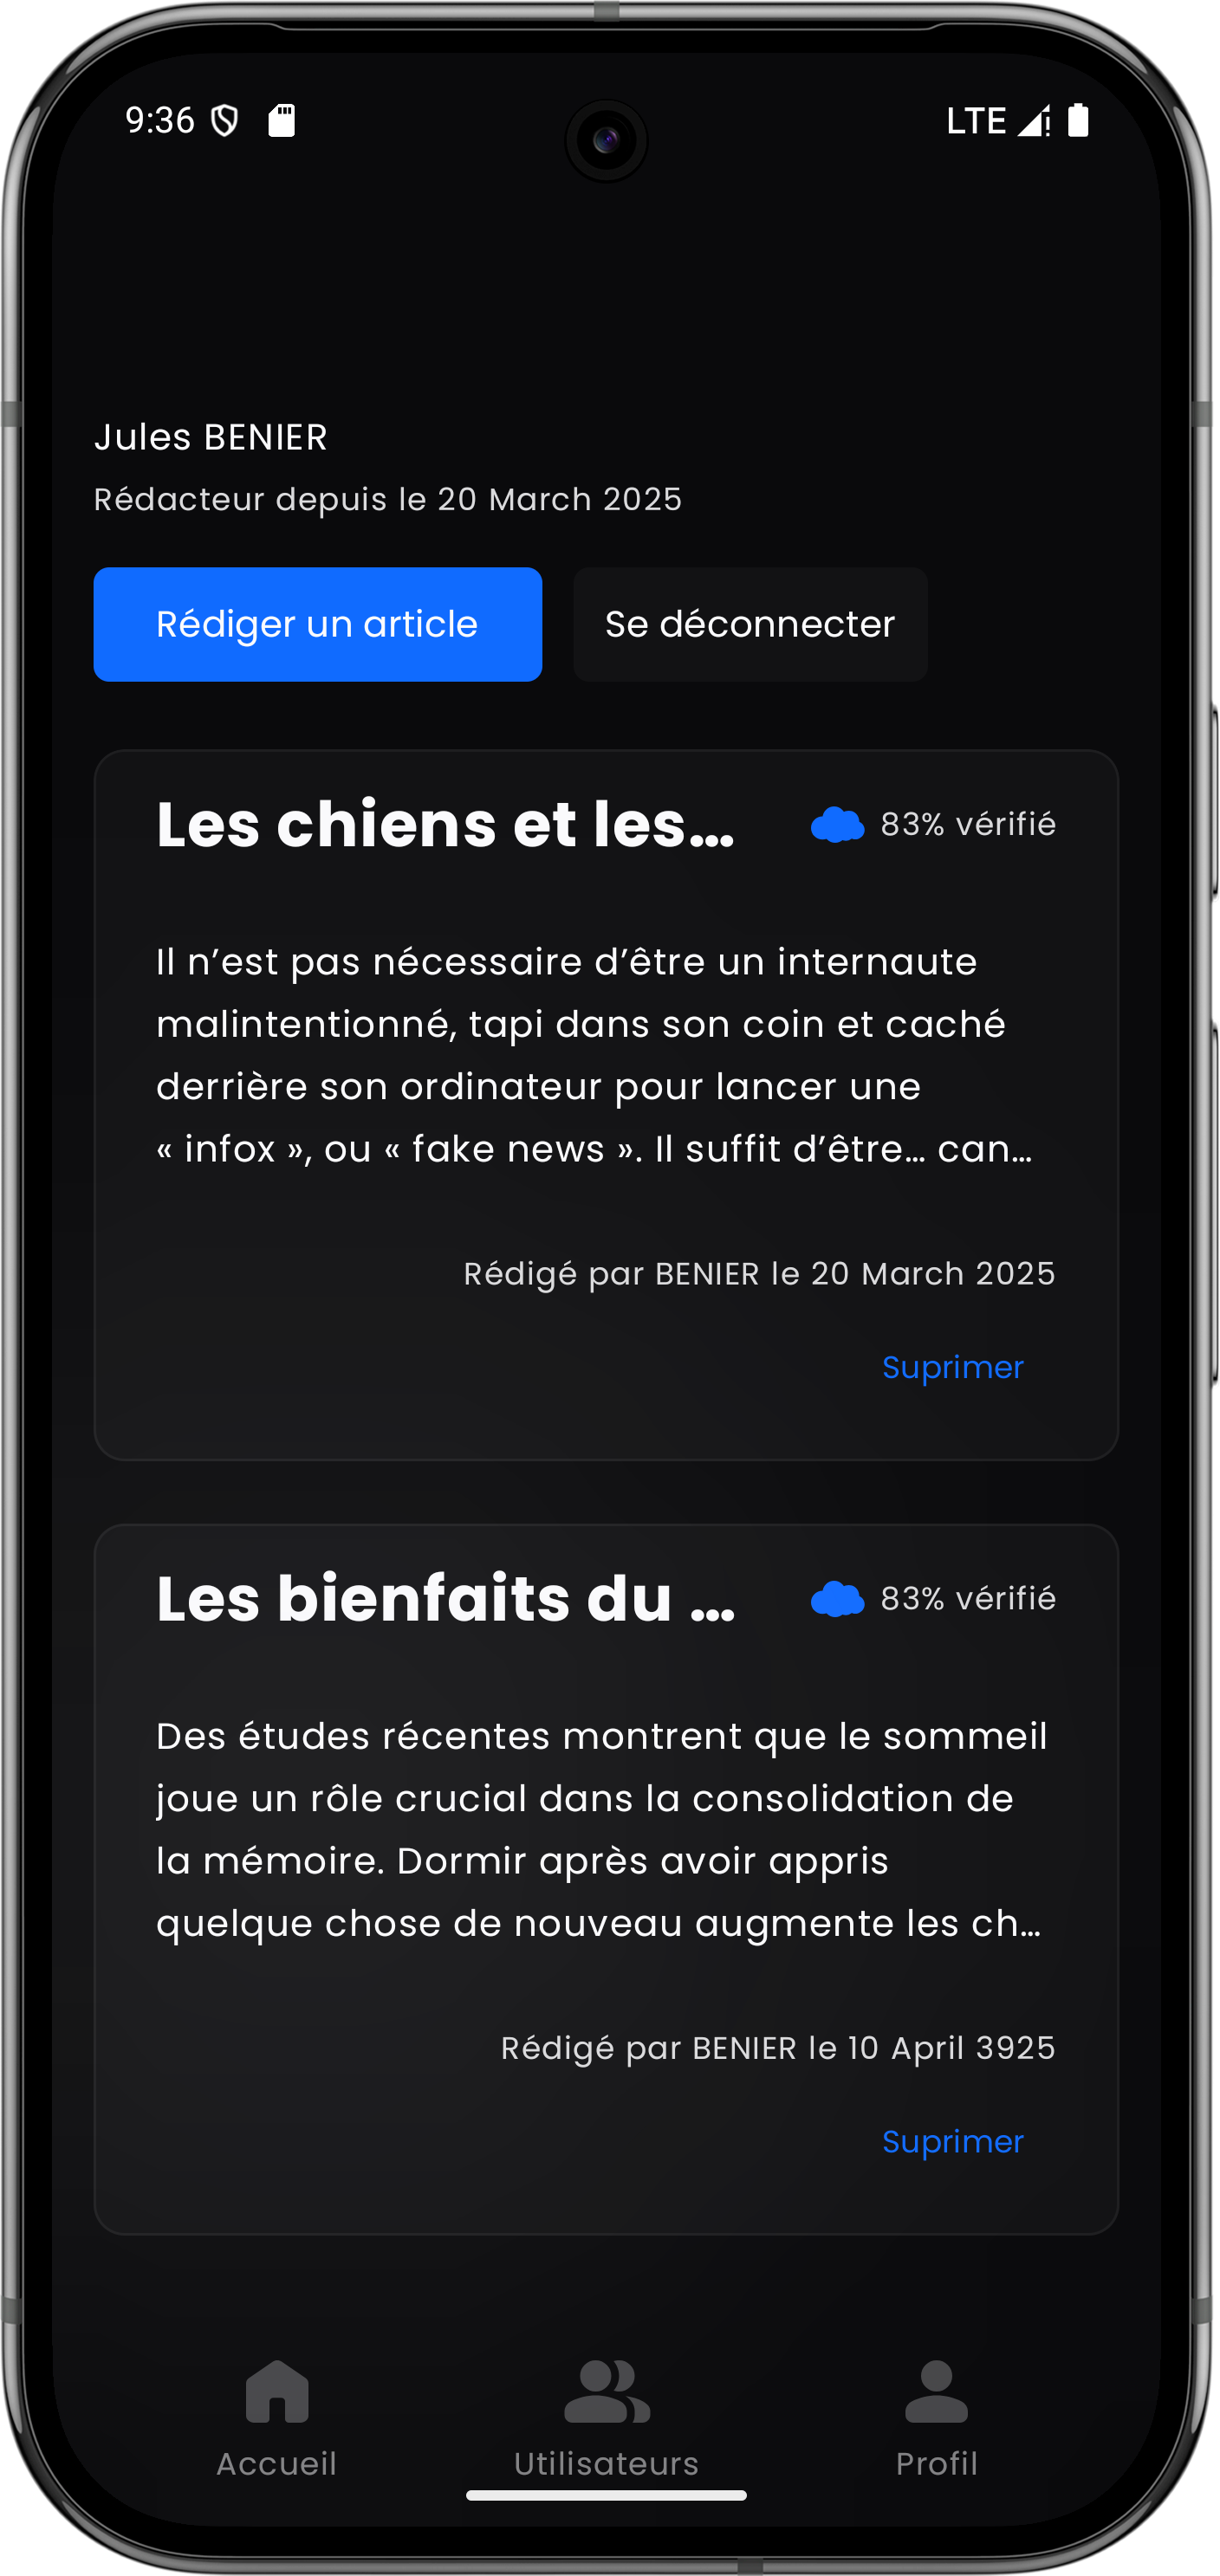 9:36
LTE
Jules BENIER
Rédacteur depuis le 20 March 2025
Rédiger un article
Se déconnecter
Les chiens et les…
83% vérifié
Il n’est pas nécessaire d’être un internaute
malintentionné, tapi dans son coin et caché
derrière son ordinateur pour lancer une
« infox », ou « fake news ». Il suffit d’être… can…
Rédigé par BENIER le 20 March 2025
Suprimer
Les bienfaits du …
83% vérifié
Des études récentes montrent que le sommeil
joue un rôle crucial dans la consolidation de
la mémoire. Dormir après avoir appris
quelque chose de nouveau augmente les ch…
Rédigé par BENIER le 10 April 3925
Suprimer
Accueil
Utilisateurs
Profil